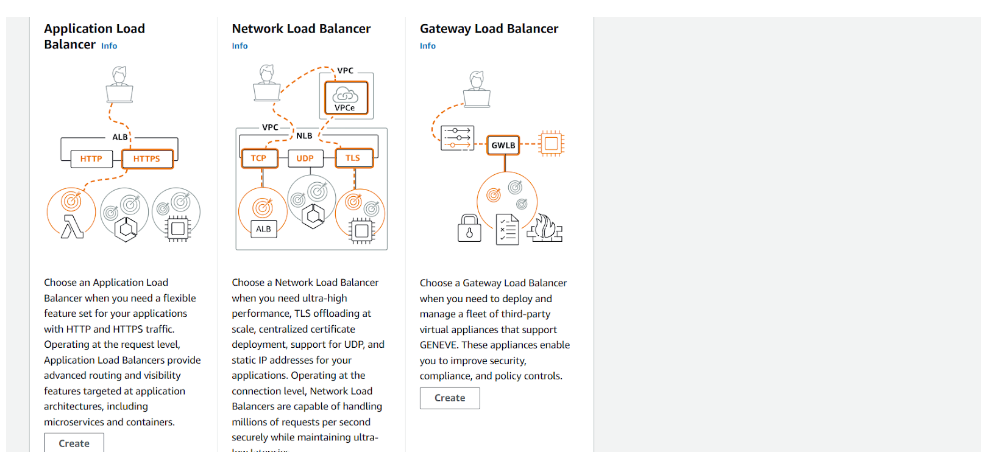 Application Load
Balancer Info
HTTP
HTTPS
ALB
Choose an Application Load
Balancer when you need a flexible
feature set for your applications
with HTTP and HTTPS traffic.
Operating at the request level,
Application Load Balancers provide
advanced routing and visibility
features targeted at application
architectures, including
microservices and containers.
Create
Network Load Balancer
Info
VPC
VPCe
VPC
NLB
TCP
UDP
TLS
ALB
Choose a Network Load Balancer
when you need ultra-high
performance, TLS offloading at
scale, centralized certificate
deployment, support for UDP, and
static IP addresses for your
applications. Operating at the
connection level, Network Load
Balancers are capable of handling
millions of requests per second
securely while maintaining ultra-
low latencies.
Gateway Load Balancer
Info
GWLB
Choose a Gateway Load Balancer
when you need to deploy and
manage a fleet of third-party
virtual appliances that support
GENEVE. These appliances enable
you to improve security,
compliance, and policy controls.
Create